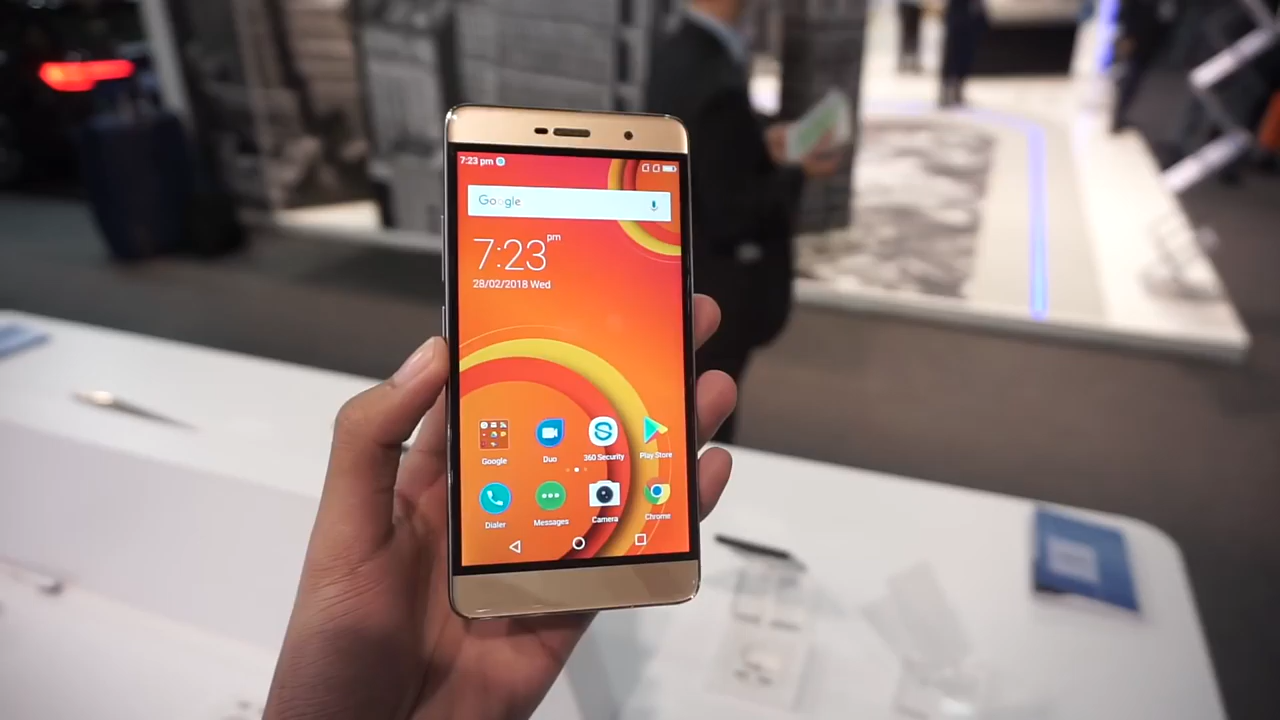 7:23 pm
Google
7:23 pm
28/02/2018 Wed
Google Duo 360 Security Play Store
Dialer Messages Camera Chrome